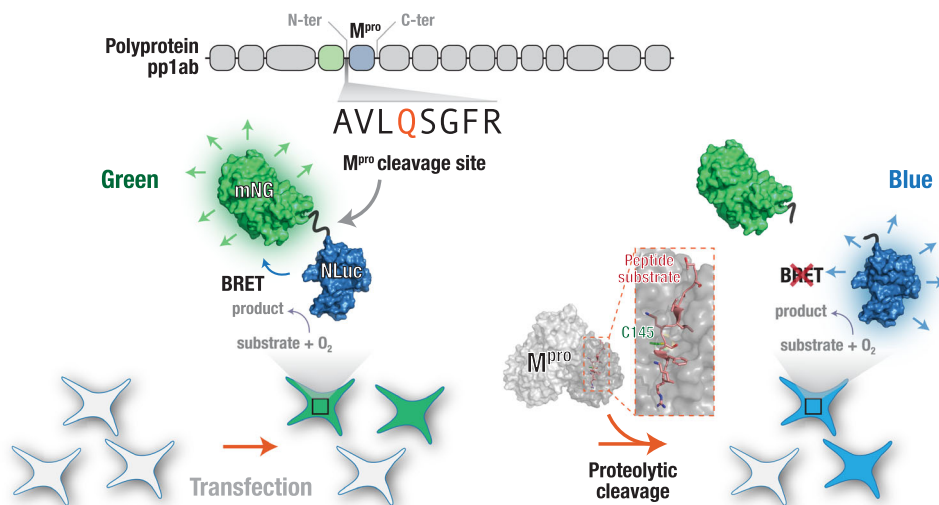 N-ter
Mpro
C-ter
Polyprotein
pp1ab
AVLQSGFR
Mpro cleavage site
Green
mNG
NLuc
BRET
product
substrate + O2
Transfection
Mpro
Peptide
substrate
C145
Proteolytic
cleavage
Blue
BRET
product
substrate + O2